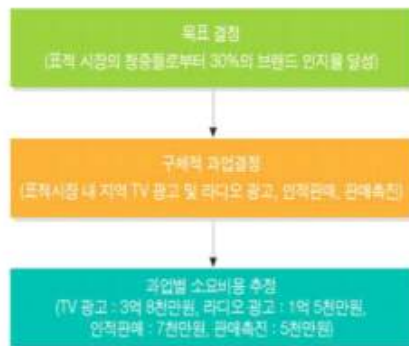 목표 결정
(표적 시장의 청중들로부터 30%의 브랜드 인지율 달성)
구체적 과업결정
(표적시장 내 지역 TV 광고 및 라디오 광고, 인적판매, 판매촉진)
과업별 소요비용 추정
(TV 광고 : 3억 8천만원, 라디오 광고 : 1억 5천만원,
인적판매 : 7천만원, 판매촉진 : 5천만원)